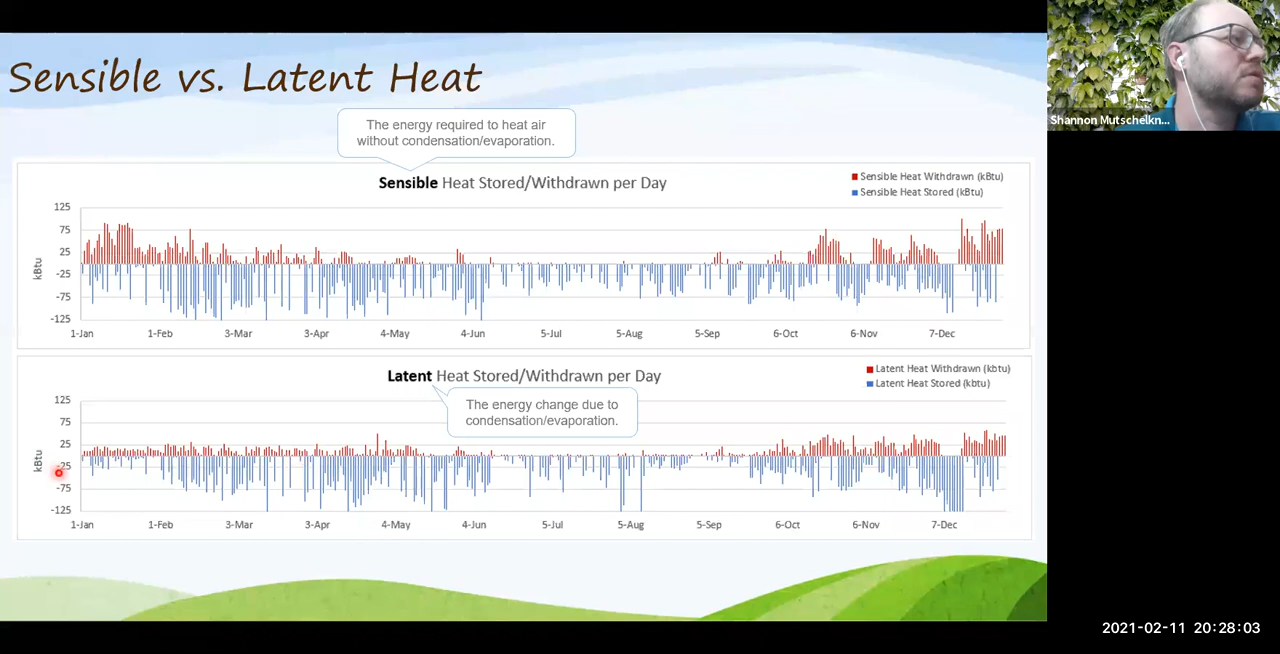 Sensible vs. Latent Heat
The energy required to heat air
without condensation/evaporation.
Sensible Heat Stored/Withdrawn per Day
Sensible Heat Withdrawn (kBtu)
Sensible Heat Stored (kBtu)
125
75
25
-25
-75
-125
kBtu
1-Jan 1-Feb 3-Mar 3-Apr 4-May 4-Jun 5-Jul 5-Aug 5-Sep 6-Oct 6-Nov 7-Dec
Latent Heat Stored/Withdrawn per Day
Latent Heat Withdrawn (kbtu)
Latent Heat Stored (kbtu)
The energy change due to
condensation/evaporation.
125
75
25
-25
-75
-125
kBtu
1-Jan 1-Feb 3-Mar 3-Apr 4-May 4-Jun 5-Jul 5-Aug 5-Sep 6-Oct 6-Nov 7-Dec
Shannon Mutschelkn...
2021-02-11 20:28:03